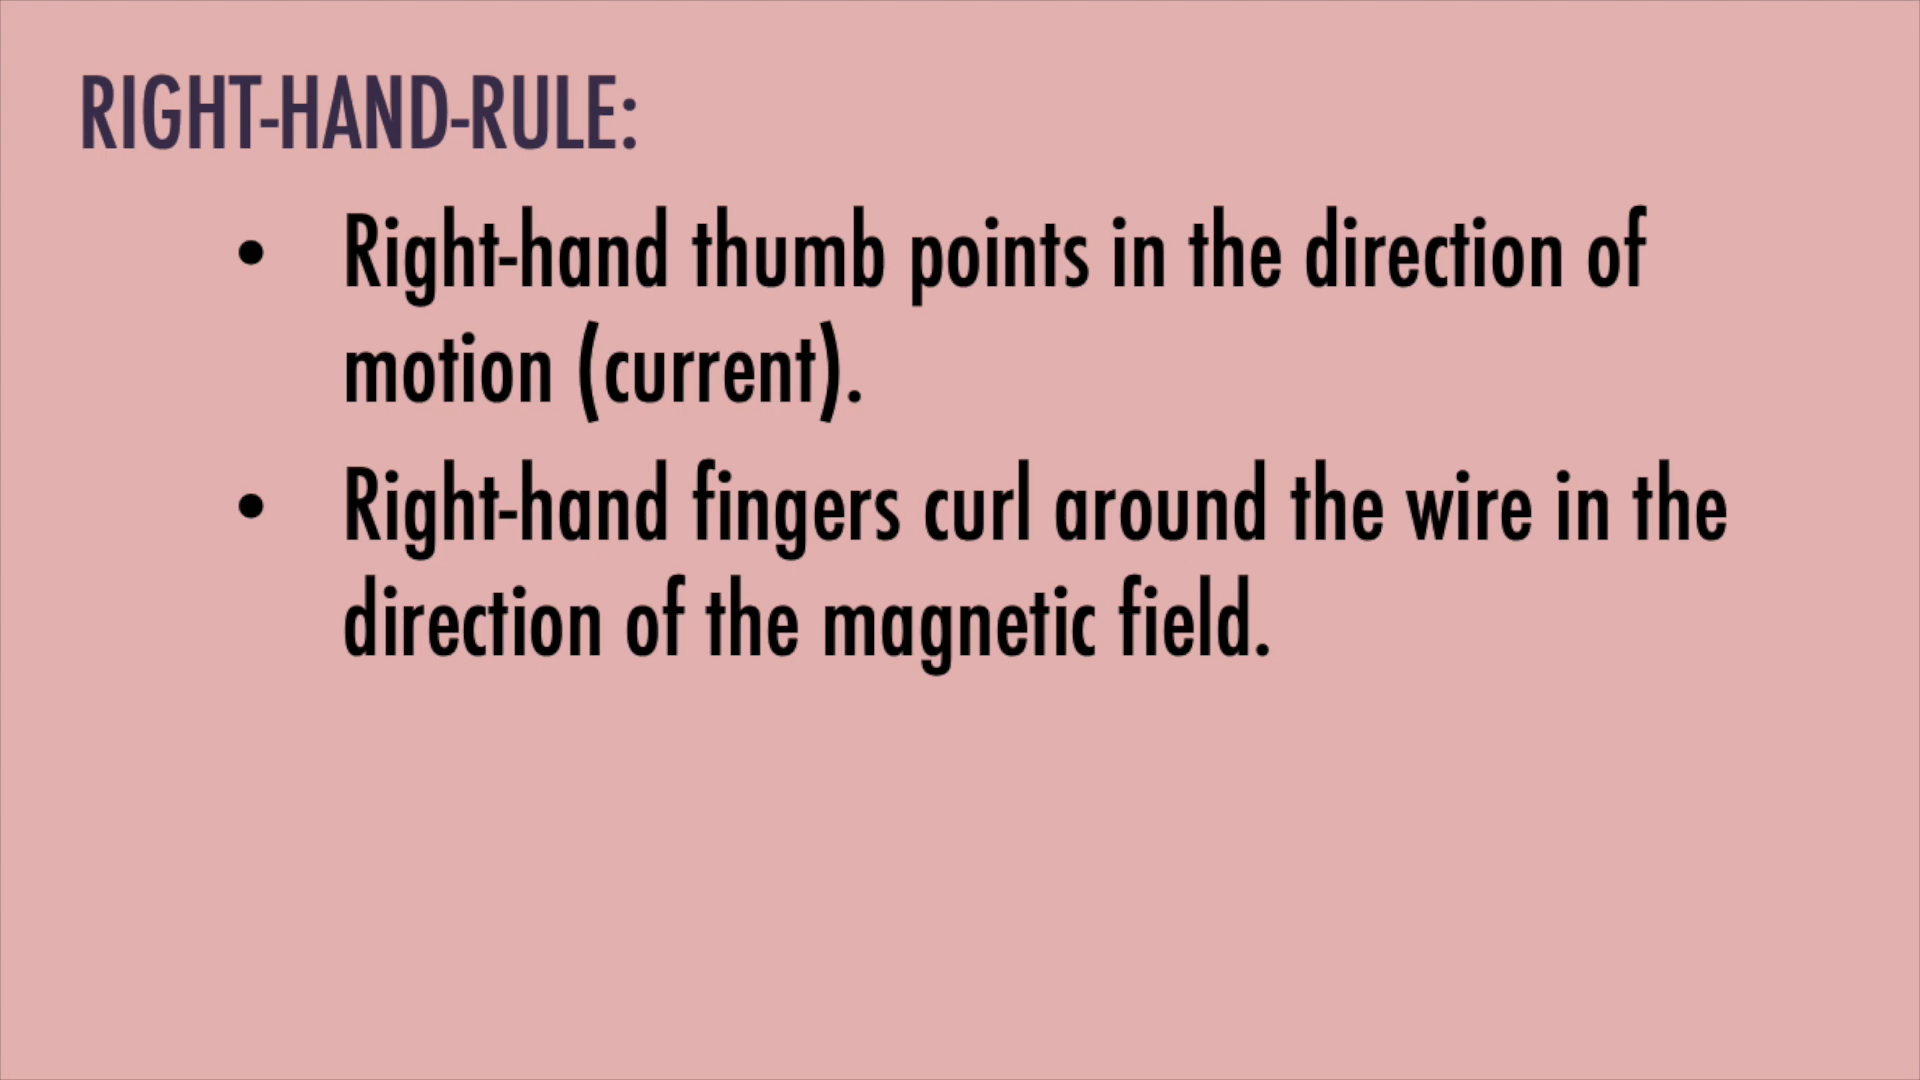 RIGHT-HAND-RULE:
• Right-hand thumb points in the direction of
motion (current).
• Right-hand fingers curl around the wire in the
direction of the magnetic field.